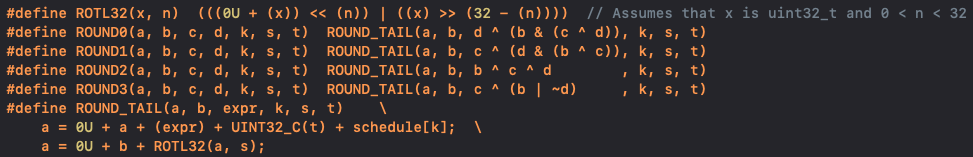 #define ROTL32(x, n)  (((0U + (x)) << (n)) | ((x) >> (32 - (n))))  // Assumes that x is uint32_t and 0 < n < 32
#define ROUND0(a, b, c, d, k, s, t)  ROUND_TAIL(a, b, d ^ (b & (c ^ d)), k, s, t)
#define ROUND1(a, b, c, d, k, s, t)  ROUND_TAIL(a, b, c ^ (d & (b ^ c)), k, s, t)
#define ROUND2(a, b, c, d, k, s, t)  ROUND_TAIL(a, b, b ^ c ^ d        , k, s, t)
#define ROUND3(a, b, c, d, k, s, t)  ROUND_TAIL(a, b, c ^ (b | ~d)     , k, s, t)
#define ROUND_TAIL(a, b, expr, k, s, t)    \
    a = 0U + a + (expr) + UINT32_C(t) + schedule[k];  \
    a = 0U + b + ROTL32(a, s);